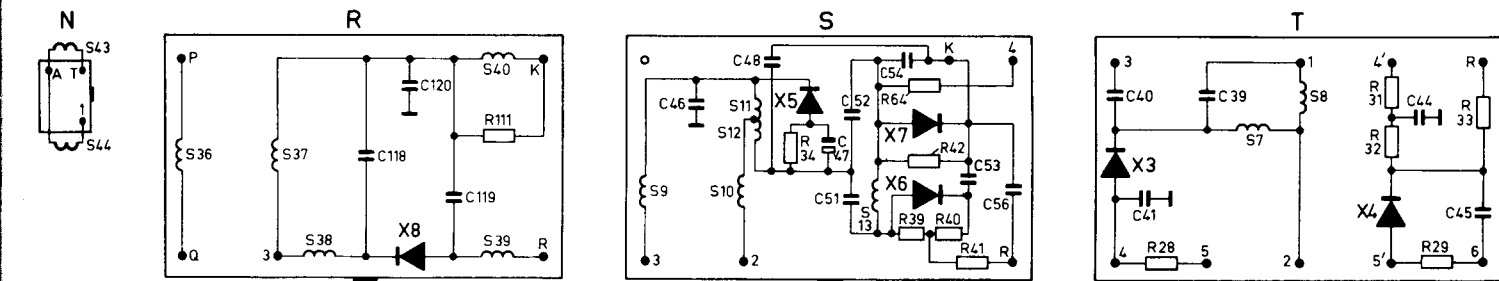 N
R
S
T
S43
A T
1
S44
P
S36
Q
S37
3
S38
C118
X8
C120
S40
K
R111
C119
S39
R
C48
C46
S9
3
S11
S12
S10
2
X5
R
34
C
47
C52
C51
S
13
C54
K
4
R64
X7
R42
X6
C53
R39
R40
R41
C56
R
3
C40
X3
C41
4
R28
5
C39
S7
1
S8
2
4'
R
31
C44
R
32
X4
5'
R29
6
R
R
33
C45